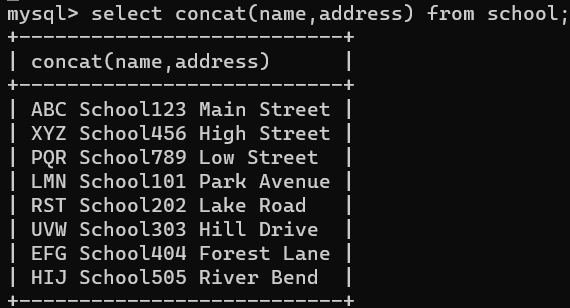 mysql> select concat(name,address) from school;
+---------------------------+
| concat(name,address)      |
+---------------------------+
| ABC School123 Main Street |
| XYZ School456 High Street |
| PQR School789 Low Street  |
| LMN School101 Park Avenue |
| RST School202 Lake Road   |
| UVW School303 Hill Drive  |
| EFG School404 Forest Lane |
| HIJ School505 River Bend  |
+---------------------------+